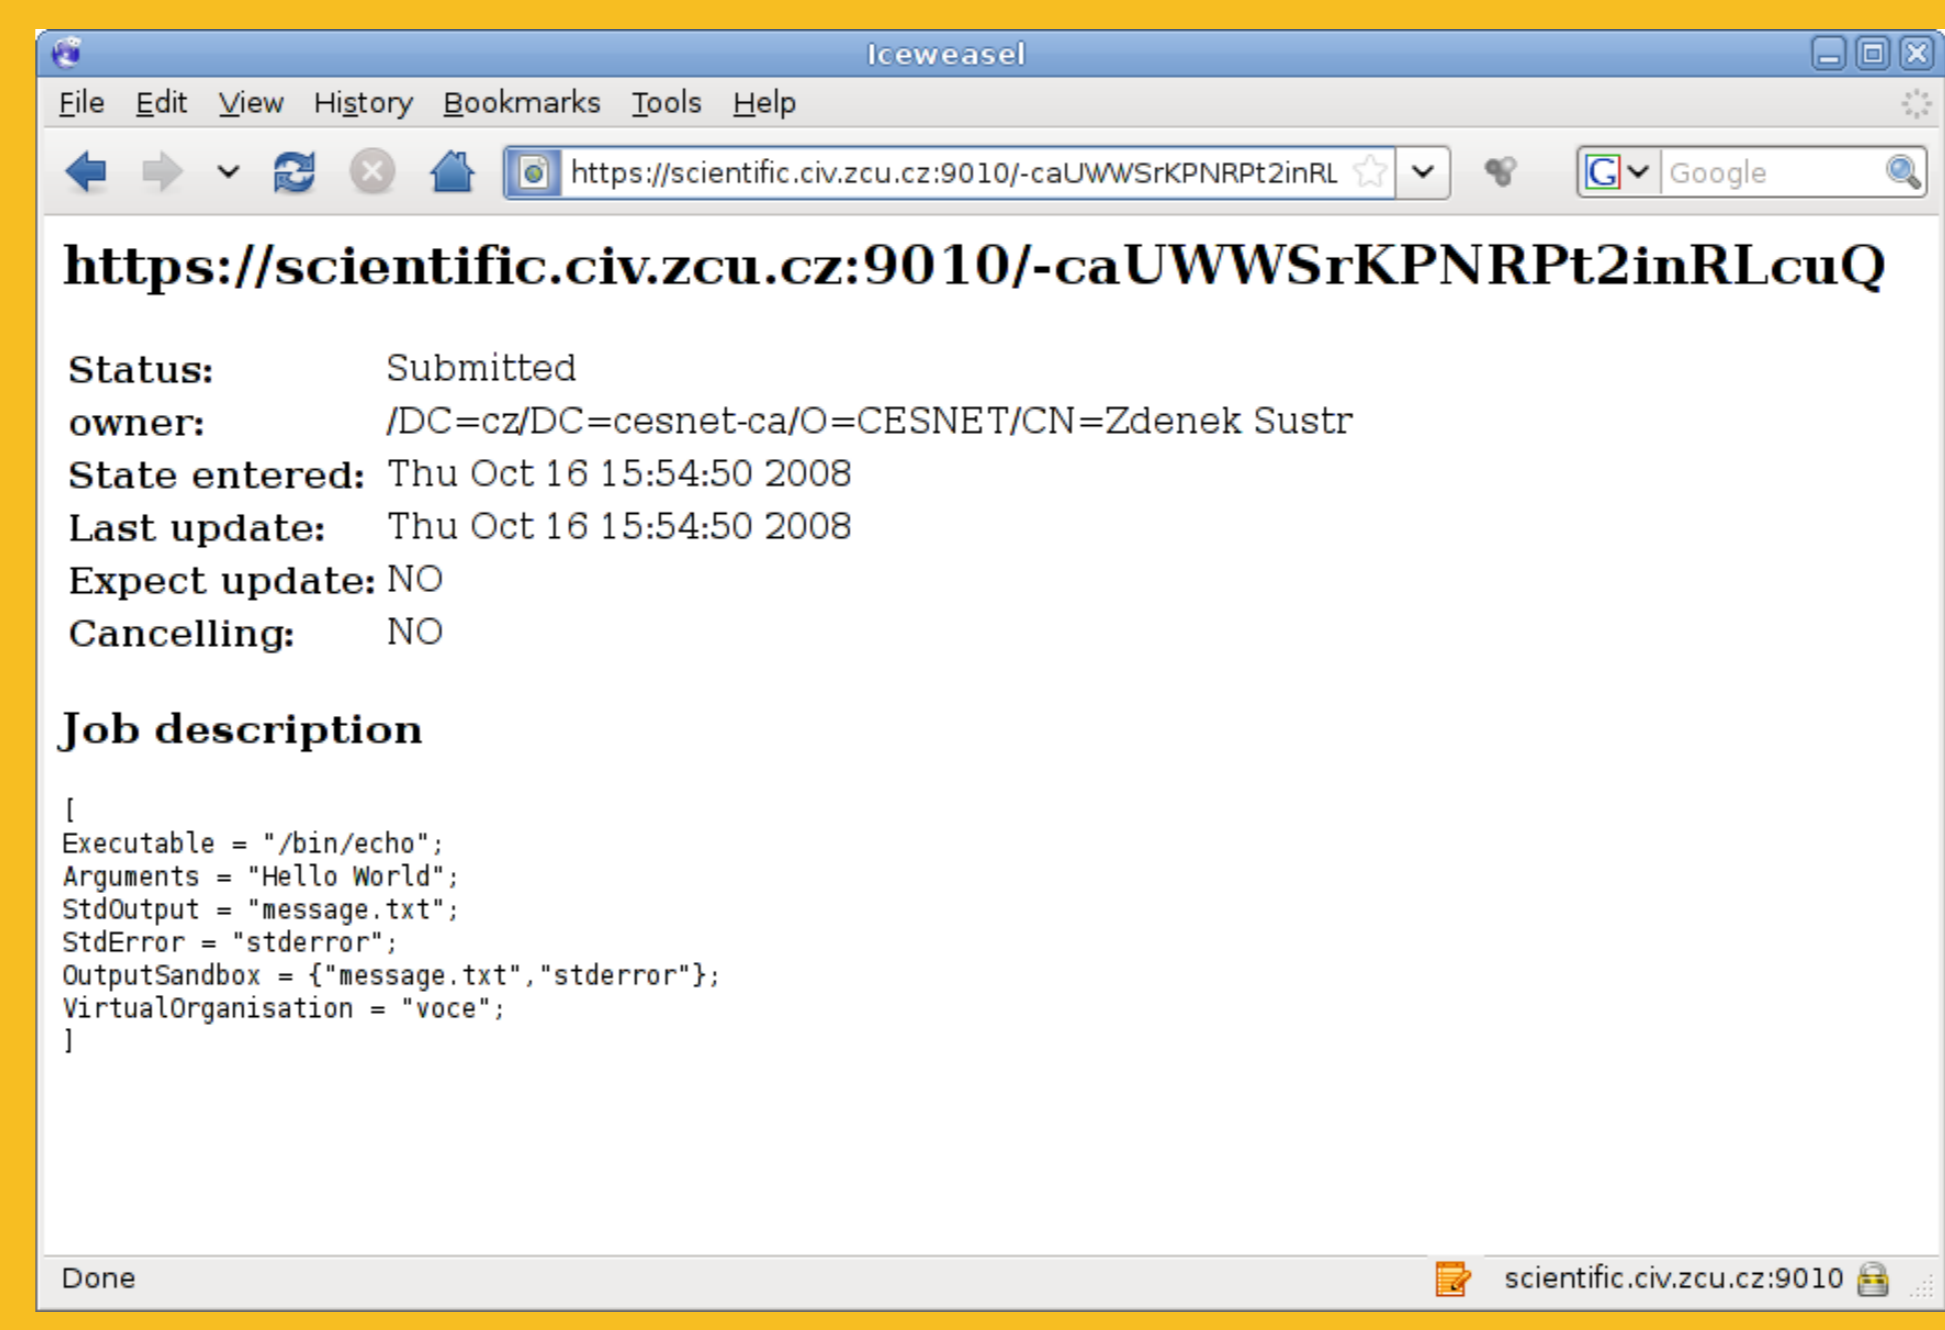 Iceweasel
File Edit View History Bookmarks Tools Help
https://scientific.civ.zcu.cz:9010/-caUWWSrKPNRPt2inRL G Google
https://scientific.civ.zcu.cz:9010/-caUWWSrKPNRPt2inRLcuQ
Status: Submitted
owner: /DC=cz/DC=cesnet-ca/O=CESNET/CN=Zdenek Sustr
State entered: Thu Oct 16 15:54:50 2008
Last update: Thu Oct 16 15:54:50 2008
Expect update: NO
Cancelling: NO
Job description
[
Executable = "/bin/echo";
Arguments = "Hello World";
StdOutput = "message.txt";
StdError = "stderror";
OutputSandbox = {"message.txt","stderror"};
VirtualOrganisation = "voce";
]
Done scientific.civ.zcu.cz:9010